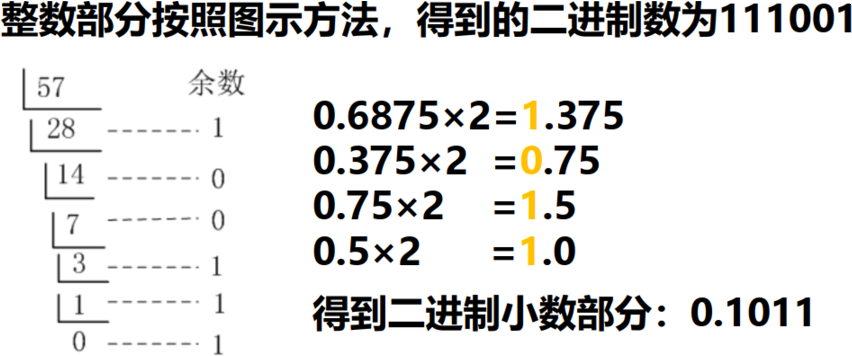 整数部分按照图示方法，得到的二进制数为111001
57 余数
28 ------- 1
14 ------- 0
7 ------- 0
3 ------- 1
1 ------- 1
0 ------- 1
0.6875×2=1.375
0.375×2 =0.75
0.75×2 =1.5
0.5×2 =1.0
得到二进制小数部分：0.1011